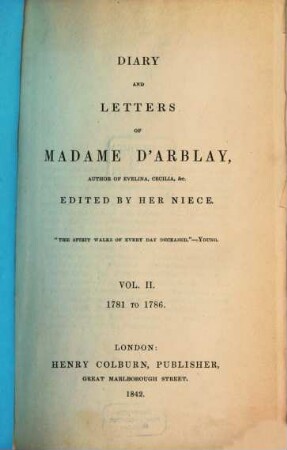 DIARY
AND
LETTERS
OF
MADAME D'ARBLAY,
AUTHOR OF EVELINA, CECILIA, &c.
EDITED BY HER NIECE.
"THE SPIRIT WALKS OF EVERY DAY DECEASED."—YOUNG.
VOL. II.
1781 TO 1786.
LONDON:
HENRY COLBURN, PUBLISHER,
GREAT MARLBOROUGH STREET.
1842.